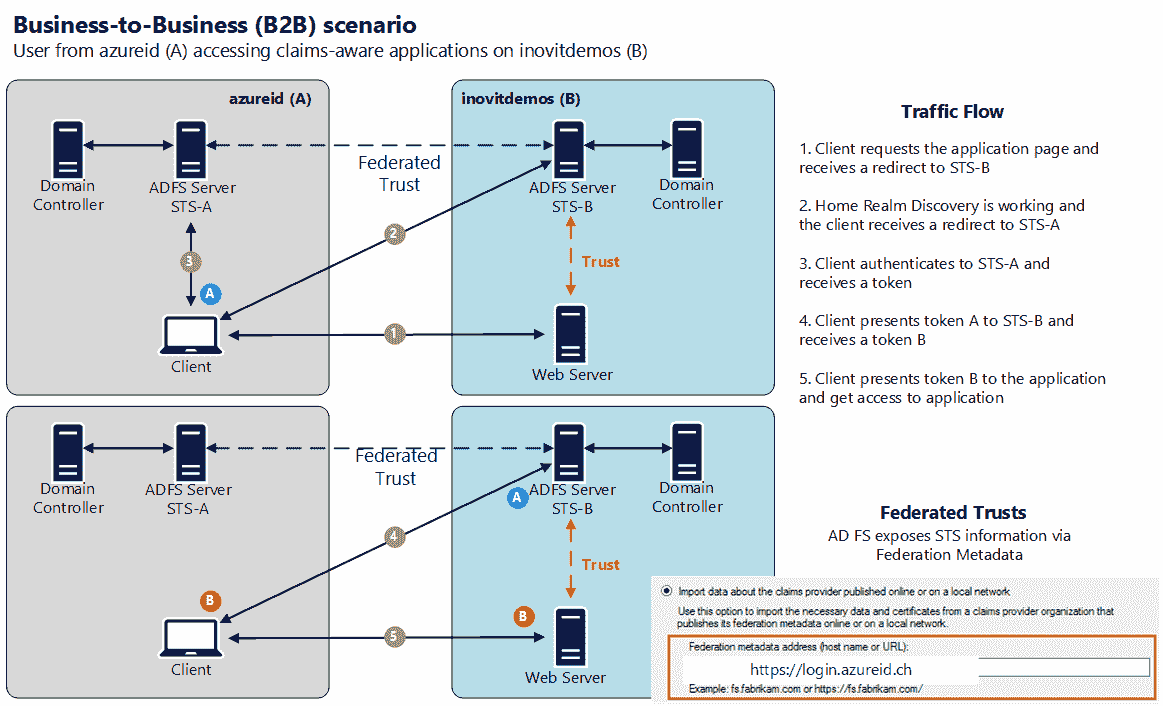 Business-to-Business (B2B) scenario
User from azureid (A) accessing claims-aware applications on inovitdemos (B)
azureid (A)
Domain
Controller
ADFS Server
STS-A
Federated
Trust
inovitdemos (B)
ADFS Server
STS-B
Domain
Controller
2
3
A
Trust
1
Client
Web Server
Domain
Controller
ADFS Server
STS-A
Federated
Trust
A
ADFS Server
STS-B
Domain
Controller
4
Trust
B
B
5
Client
Web Server
Traffic Flow
1. Client requests the application page and
receives a redirect to STS-B
2. Home Realm Discovery is working and
the client receives a redirect to STS-A
3. Client authenticates to STS-A and
receives a token
4. Client presents token A to STS-B and
receives a token B
5. Client presents token B to the application
and get access to application
Federated Trusts
AD FS exposes STS information via
Federation Metadata
Import data about the claims provider published online or on a local network
Use this option to import the necessary data and certificates from a claims provider organization that
publishes its federation metadata online or on a local network.
Federation metadata address (host name or URL):
https://login.azureid.ch
Example: fs.fabrikam.com or https://fs.fabrikam.com/